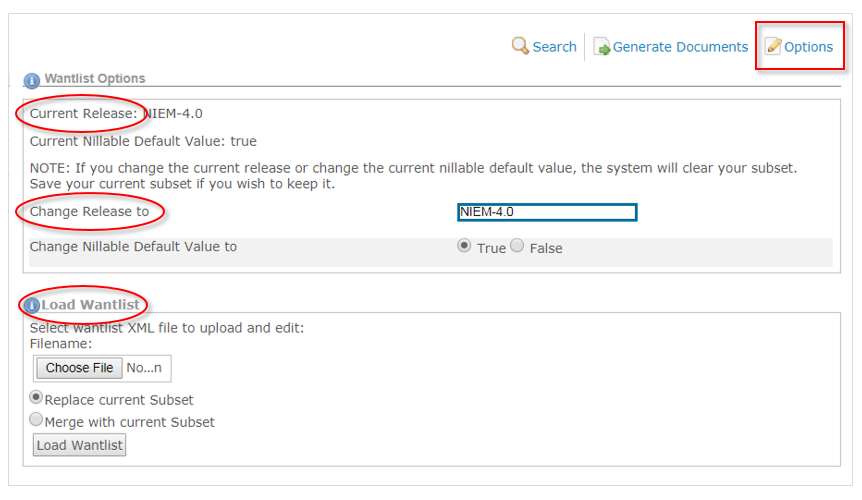 Search Generate Documents Options
Wantlist Options
Current Release: NIEM-4.0
Current Nillable Default Value: true
NOTE: If you change the current release or change the current nillable default value, the system will clear your subset.
Save your current subset if you wish to keep it.
Change Release to NIEM-4.0
Change Nillable Default Value to True False
Load Wantlist
Select wantlist XML file to upload and edit:
Filename:
Choose File No...n
Replace current Subset
Merge with current Subset
Load Wantlist